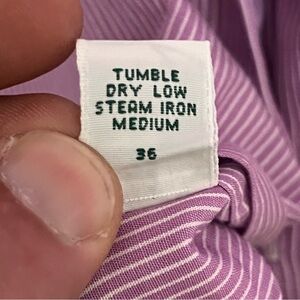 TUMBLE
DRY LOW
STEAM IRON
MEDIUM
36